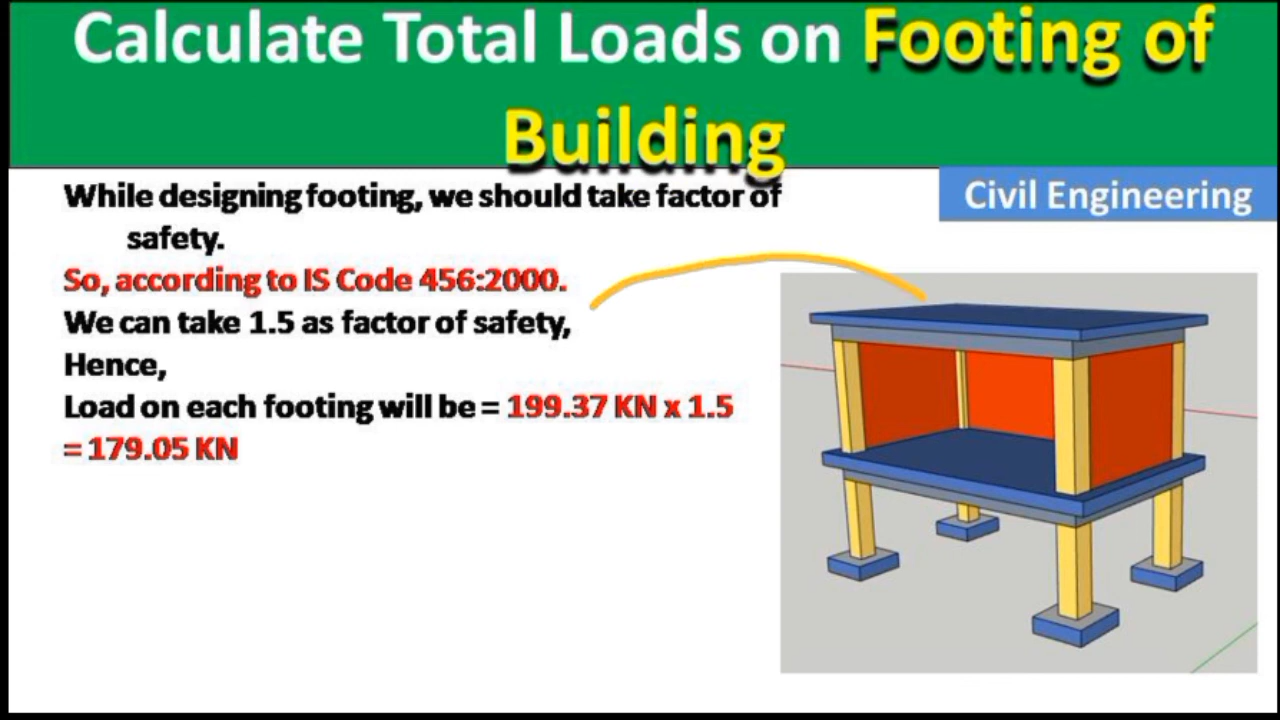 Calculate Total Loads on Footing of
Building
Civil Engineering
While designing footing, we should take factor of
safety.
So, according to IS Code 456:2000.
We can take 1.5 as factor of safety,
Hence,
Load on each footing will be = 199.37 KN x 1.5
= 179.05 KN